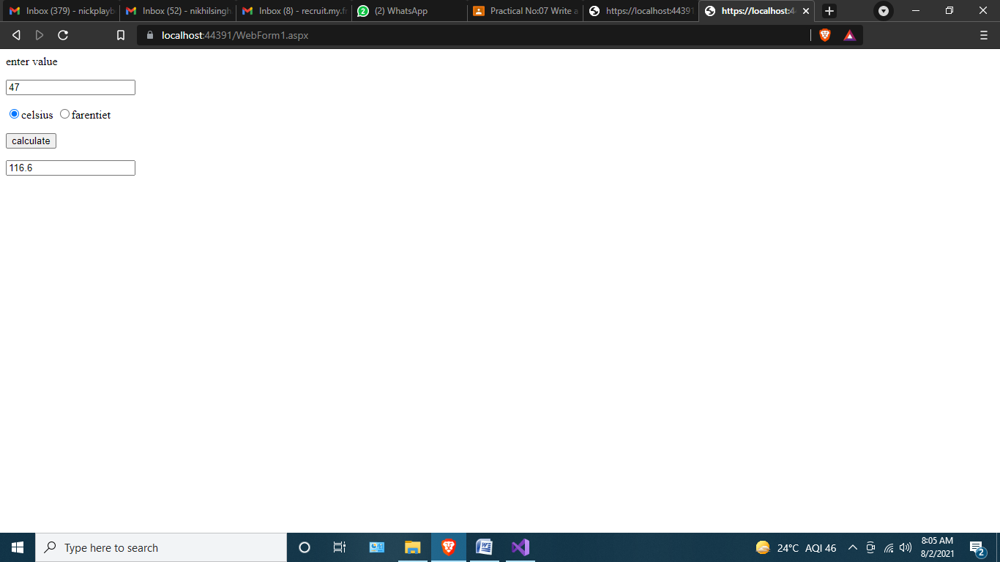 Inbox (379) - nickplayb
Inbox (52) - nikhilsingh
Inbox (8) - recruit.my.fr
(2) WhatsApp
Practical No:07 Write a
https://localhost:44391
https://localhost:4
localhost:44391/WebForm1.aspx
enter value
47
celsius farentiet
calculate
116.6
Type here to search
24°C AQI 46
8:05 AM
8/2/2021
2